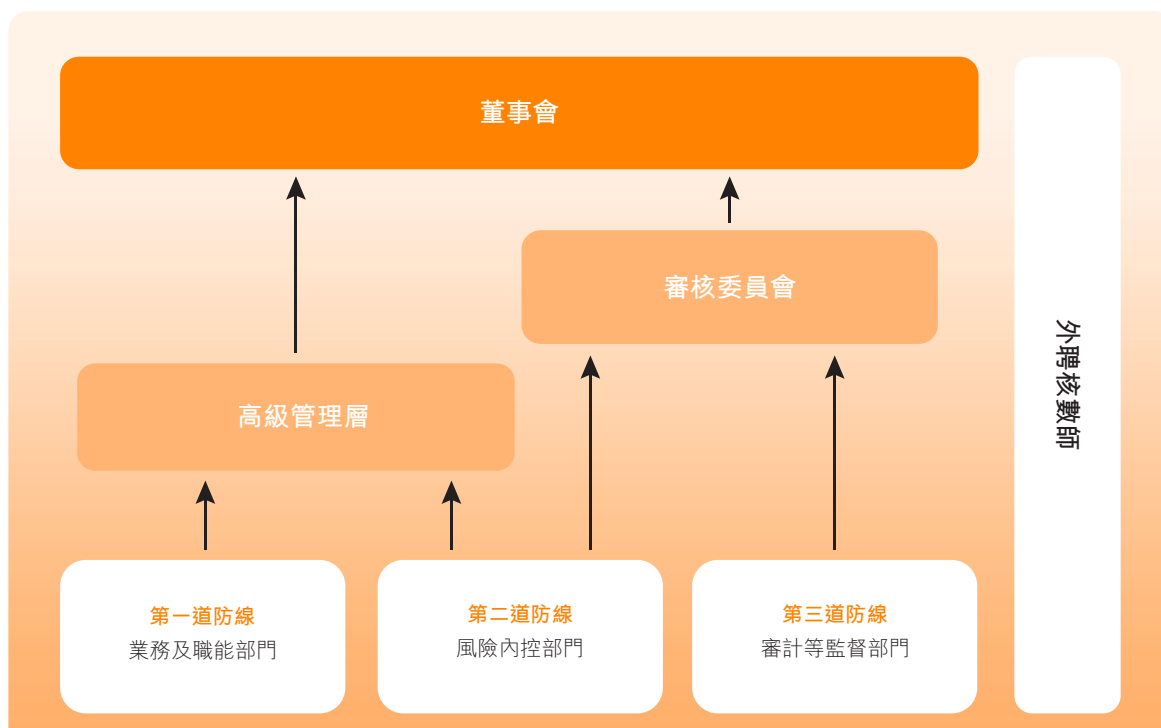 董事會
審核委員會
高級管理層
第一道防線
業務及職能部門
第二道防線
風險內控部門
第三道防線
審計等監督部門
外聘核數師